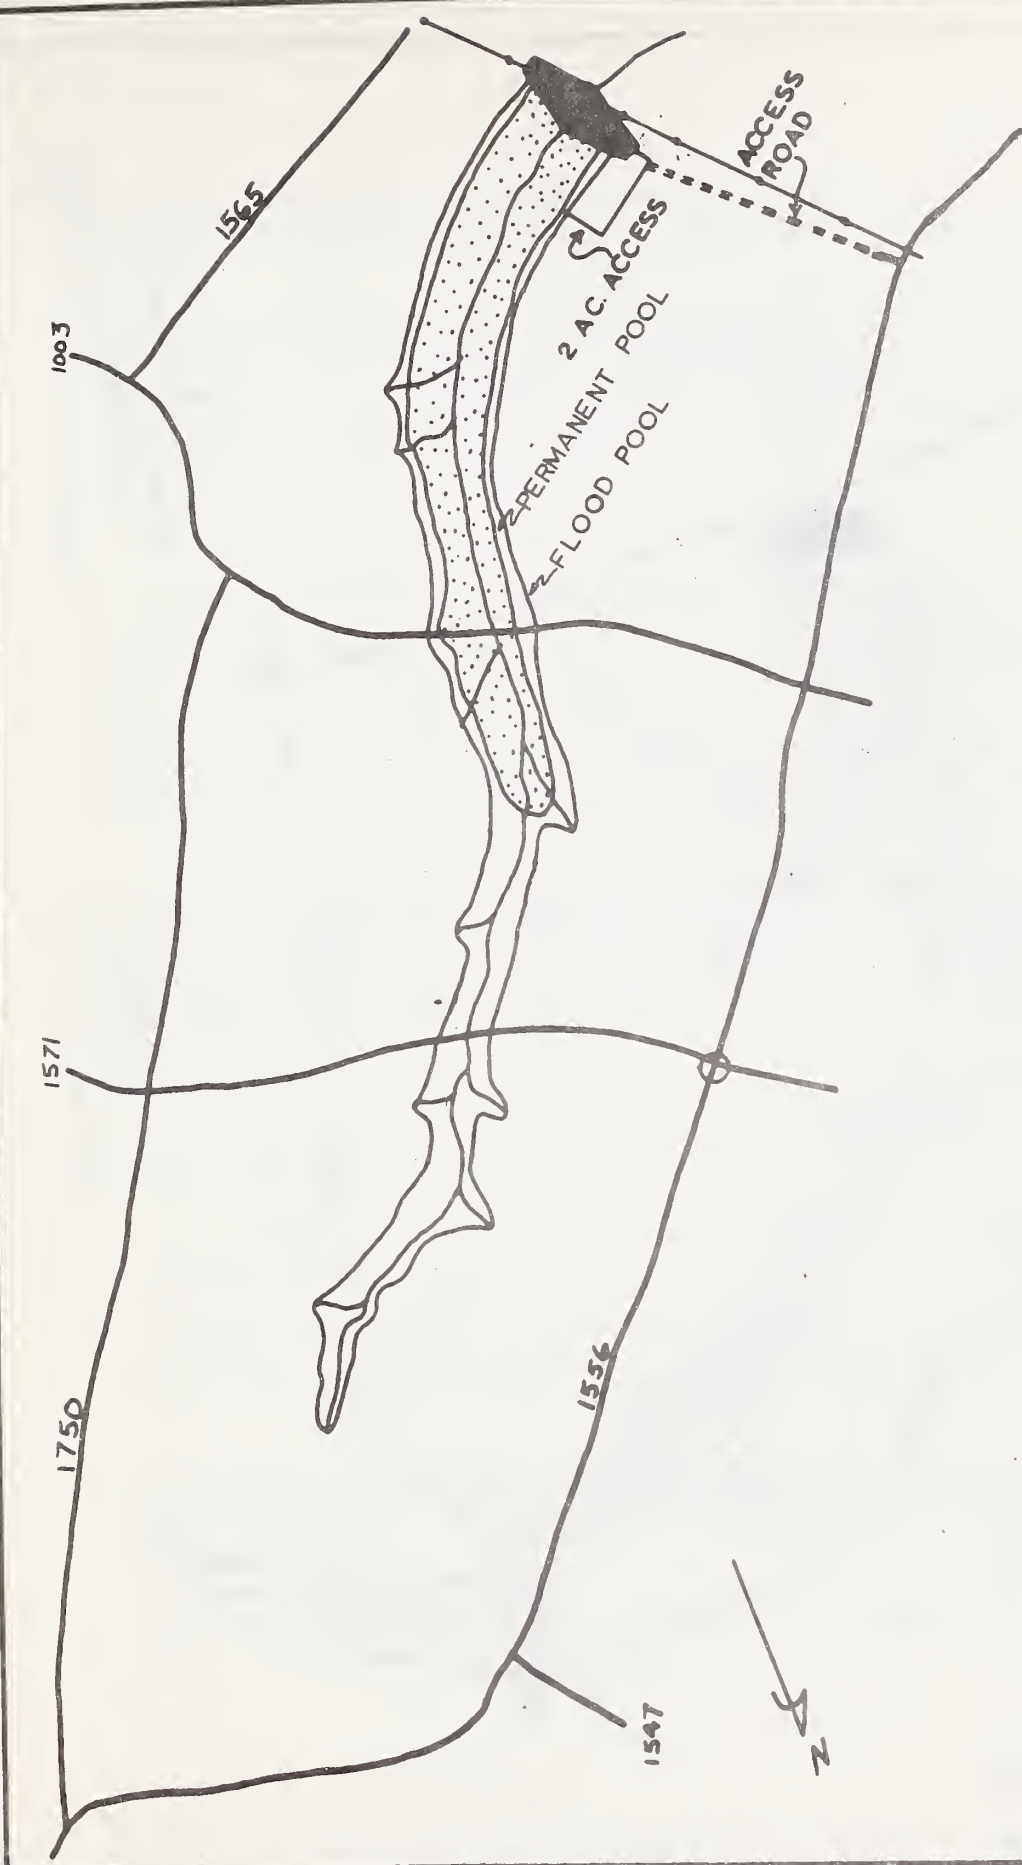 1565
1003
ACCESS
ROAD
2 AC. ACCESS
PERMANENT POOL
FLOOD POOL
1571
1750
1556
1547
N